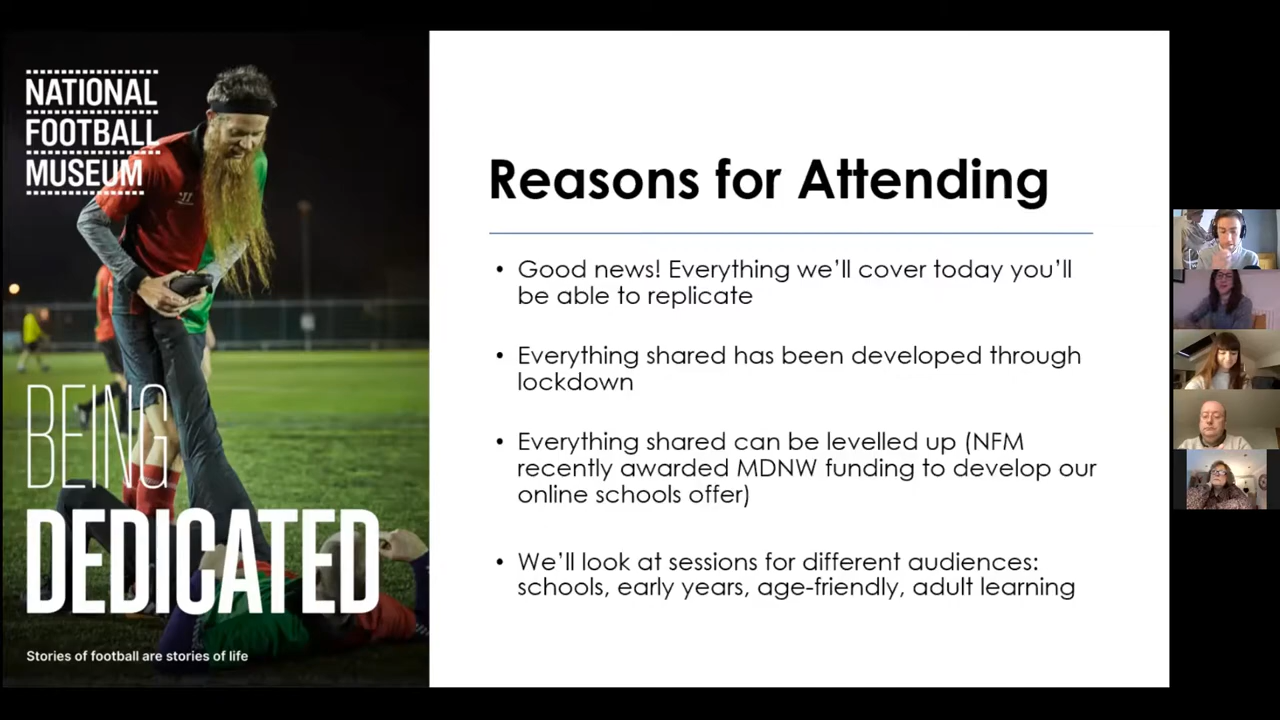 NATIONAL
FOOTBALL
MUSEUM
BEING
DEDICATED
Stories of football are stories of life
Reasons for Attending
• Good news! Everything we'll cover today you'll
be able to replicate
• Everything shared has been developed through
lockdown
• Everything shared can be levelled up (NFM
recently awarded MDNW funding to develop our
online schools offer)
• We'll look at sessions for different audiences:
schools, early years, age-friendly, adult learning